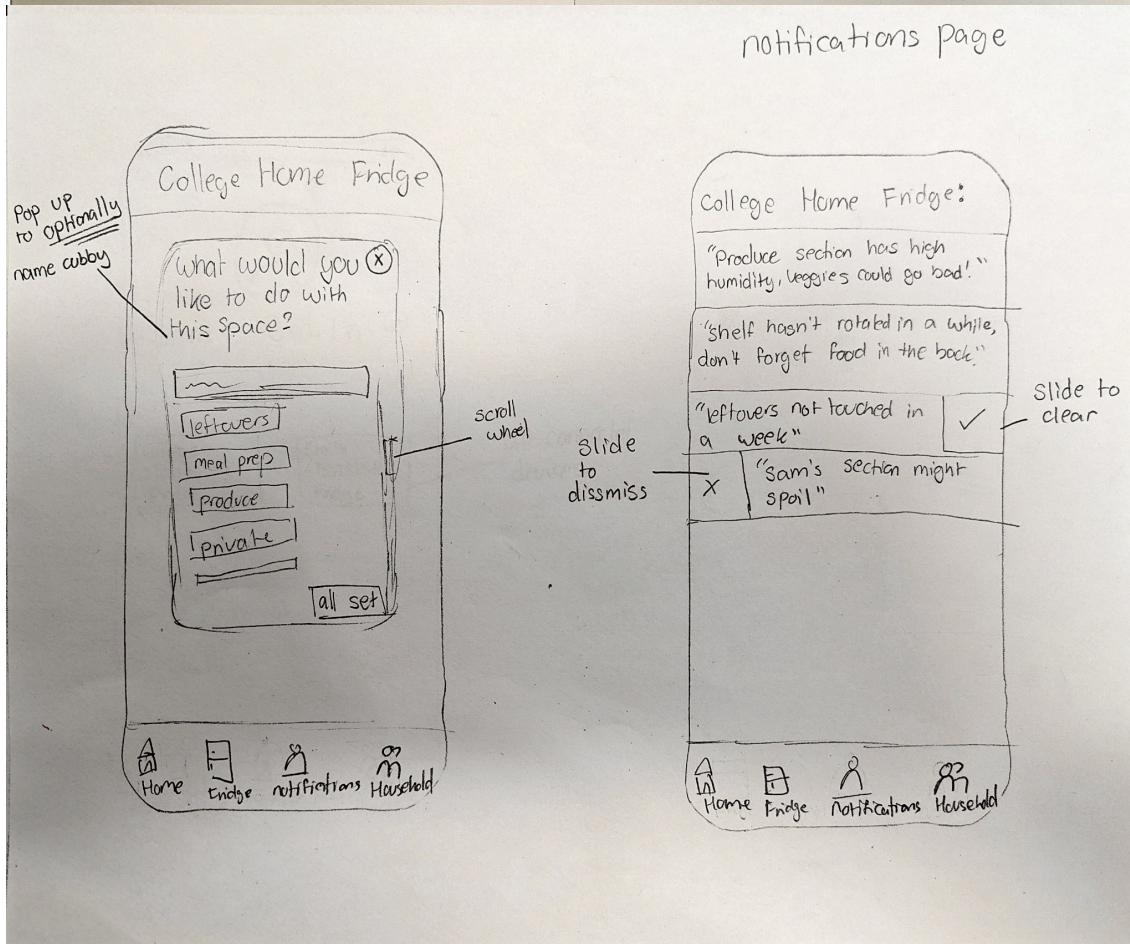 notifications page
College Home Fridge
Pop up
to optionally
name cubby
what would you X
like to do with
this space?
leftovers
meal prep
produce
private
all set
scroll
wheel
Home Fridge notifications Household
College Home Fridge:
"Produce section has high
humidity, veggies could go bad!"
"shelf hasn't rotated in a while,
don't forget food in the back"
"leftovers not touched in
a week"
slide to
clear
slide
to
dissmiss
X
"Sam's section might
spoil"
Home Fridge Notifications Household